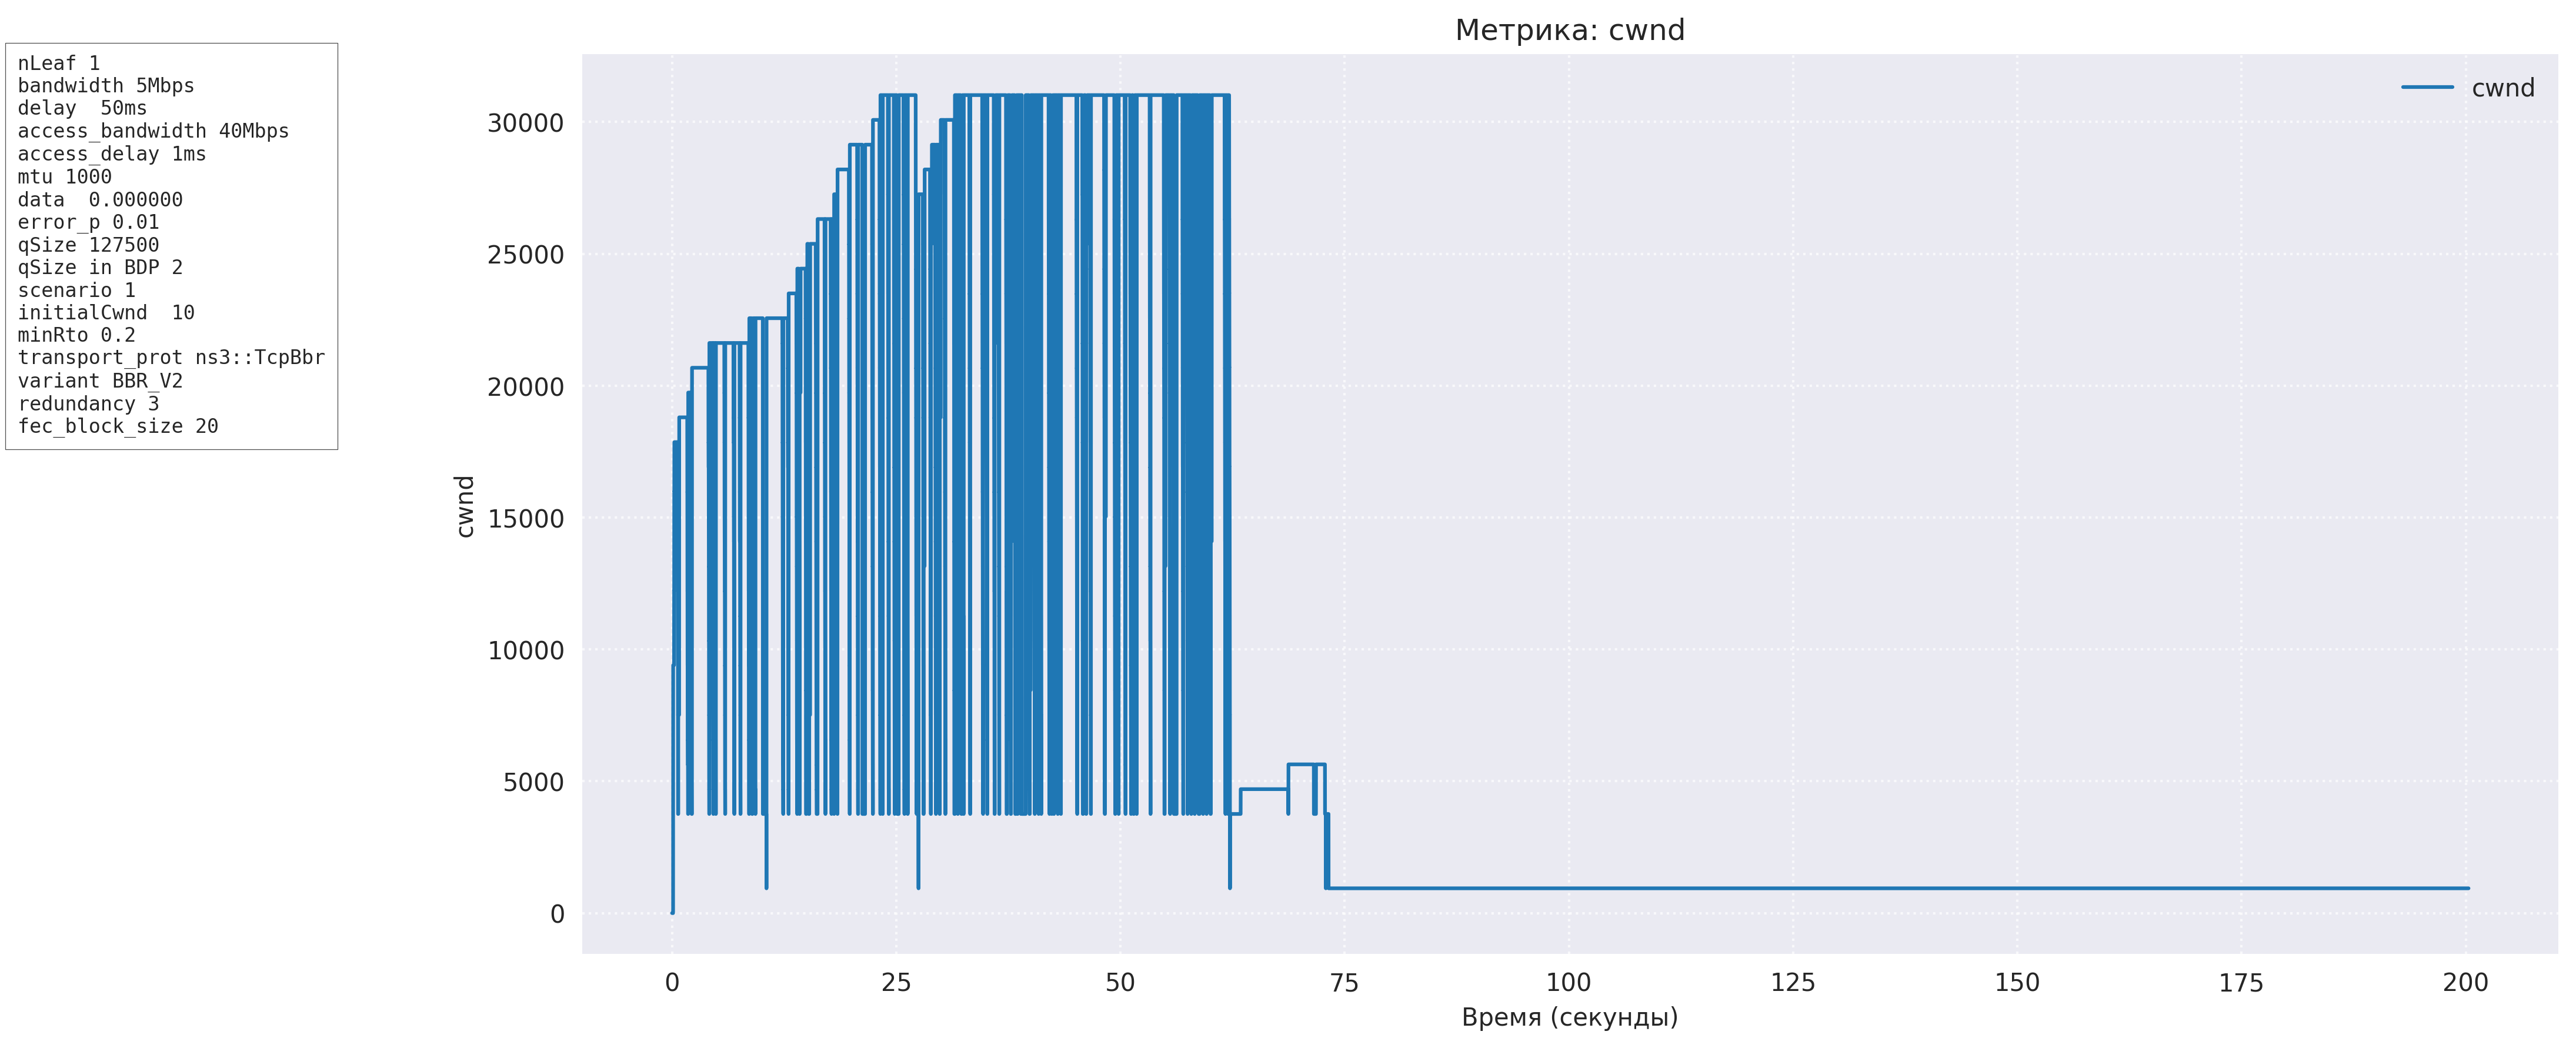 Метрика: cwnd
nLeaf 1
bandwidth 5Mbps
delay  50ms
access_bandwidth 40Mbps
access_delay 1ms
mtu 1000
data  0.000000
error_p 0.01
qSize 127500
qSize in BDP 2
scenario 1
initialCwnd  10
minRto 0.2
transport_prot ns3::TcpBbr
variant BBR_V2
redundancy 3
fec_block_size 20
cwnd
30000
25000
20000
15000
10000
5000
0
cwnd
0 25 50 75 100 125 150 175 200
Время (секунды)